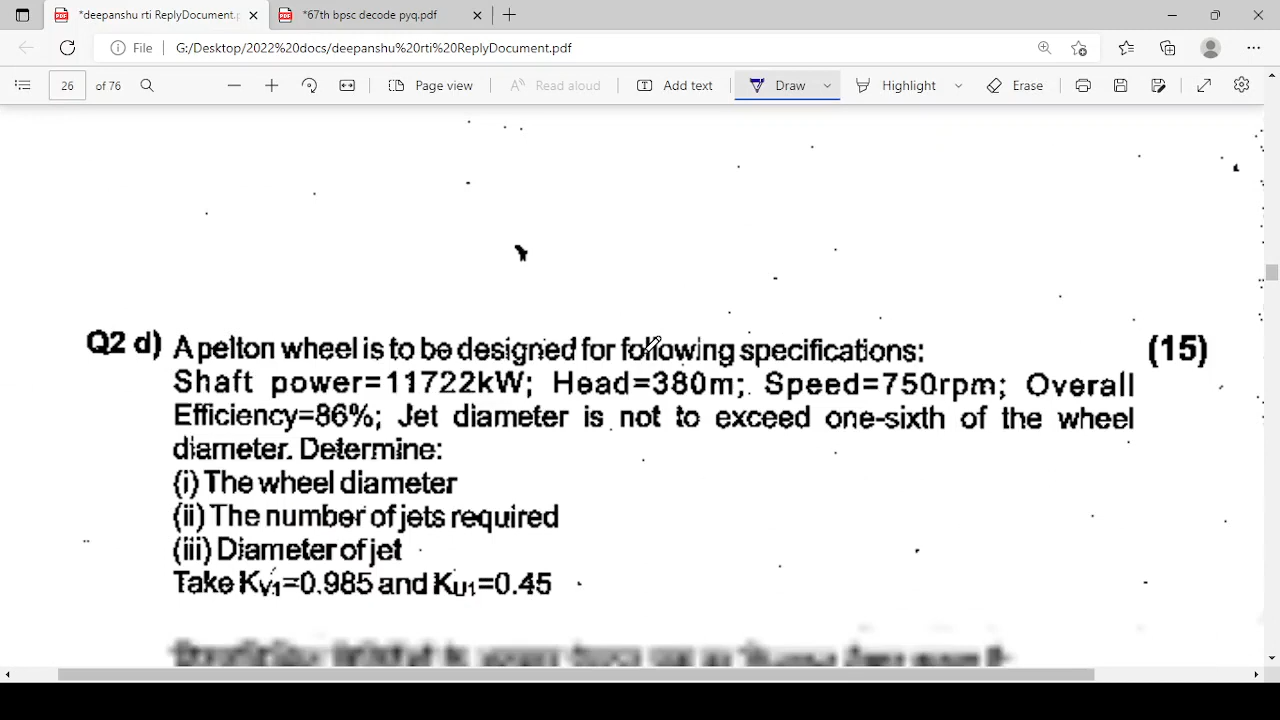 *deepanshu rti ReplyDocument.p
*67th bpsc decode pyq.pdf
File G:/Desktop/2022%20docs/deepanshu%20rti%20ReplyDocument.pdf
26 of 76 Page view Read aloud Add text Draw Highlight Erase
Q2 d) A pelton wheel is to be designed for following specifications: (15)
Shaft power=11722kW; Head=380m; Speed=750rpm; Overall
Efficiency=86%; Jet diameter is not to exceed one-sixth of the wheel
diameter. Determine:
(i) The wheel diameter
(ii) The number of jets required
(iii) Diameter of jet
Take KV1=0.985 and KU1=0.45